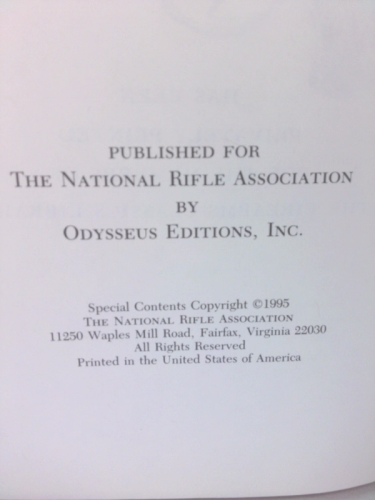 PUBLISHED FOR
THE NATIONAL RIFLE ASSOCIATION
BY
ODYSSEUS EDITIONS, INC.
Special Contents Copyright ©1995
THE NATIONAL RIFLE ASSOCIATION
11250 Waples Mill Road, Fairfax, Virginia 22030
All Rights Reserved
Printed in the United States of America